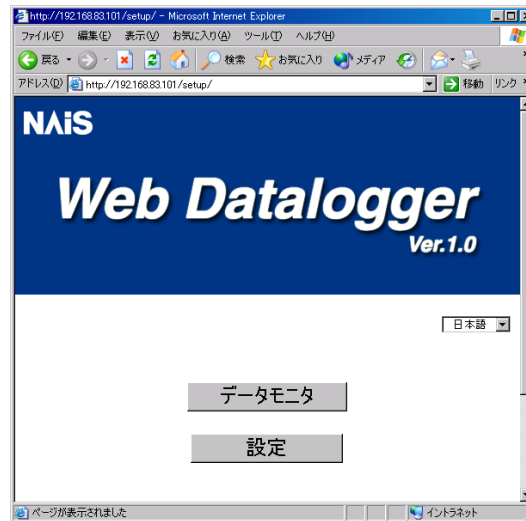 http://192.168.83.101/setup/ - Microsoft Internet Explorer
ファイル(F) 編集(E) 表示(V) お気に入り(A) ツール(T) ヘルプ(H)
戻る 検索 お気に入り メディア
アドレス(D) http://192.168.83.101/setup/ 移動 リンク
NAiS
Web Datalogger
Ver.1.0
日本語
データモニタ
設定
ページが表示されました イントラネット